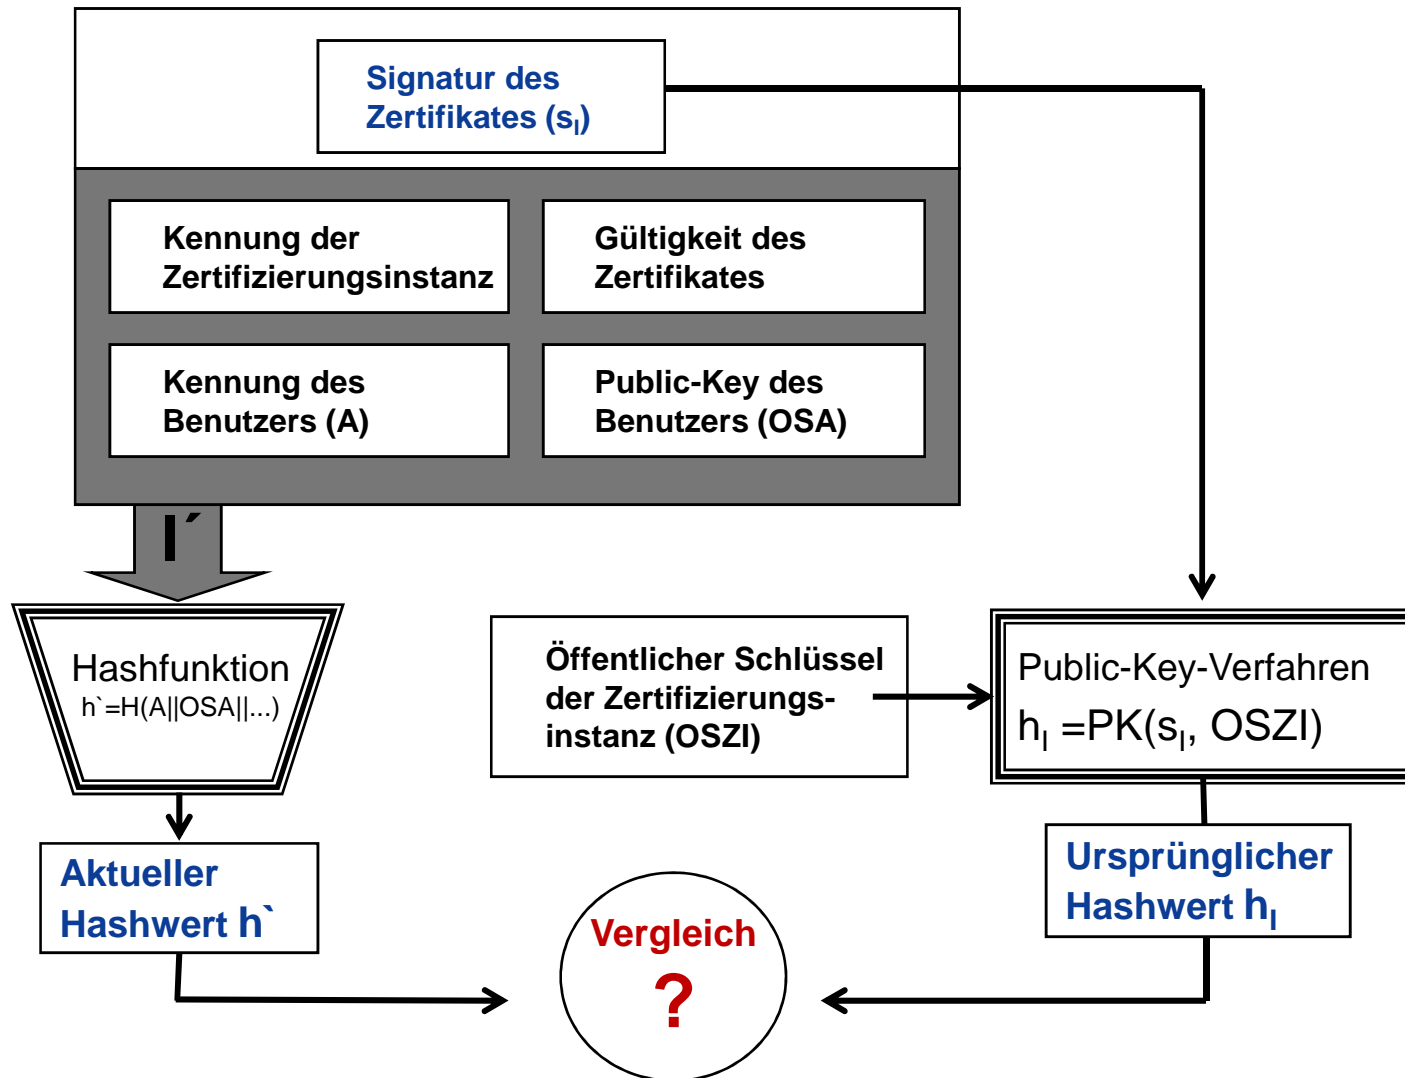 Signatur des
Zertifikates (sI)
Kennung der
Zertifizierungsinstanz
Gültigkeit des
Zertifikates
Kennung des
Benutzers (A)
Public-Key des
Benutzers (OSA)
I´
Hashfunktion
h`=H(A||OSA||...)
Öffentlicher Schlüssel
der Zertifizierungs-
instanz (OSZI)
Public-Key-Verfahren
hI =PK(sI, OSZI)
Aktueller
Hashwert h`
Vergleich
?
Ursprünglicher
Hashwert hI